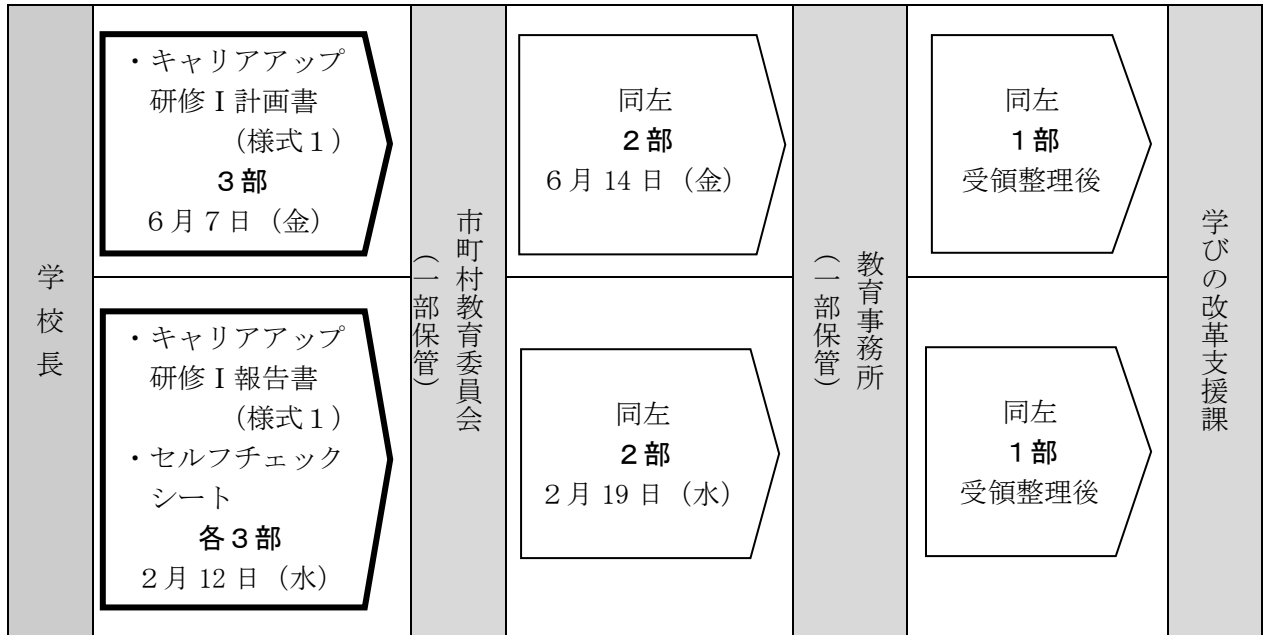 学校長
・キャリアアップ
研修Ⅰ計画書
（様式１）
３部
６月７日（金）
・キャリアアップ
研修Ⅰ報告書
（様式１）
・セルフチェック
シート
各３部
２月 12 日（水）
市町村教育委員会
（一部保管）
同左
２部
６月 14 日（金）
同左
２部
２月 19 日（水）
教育事務所
（一部保管）
同左
１部
受領整理後
同左
１部
受領整理後
学びの改革支援課